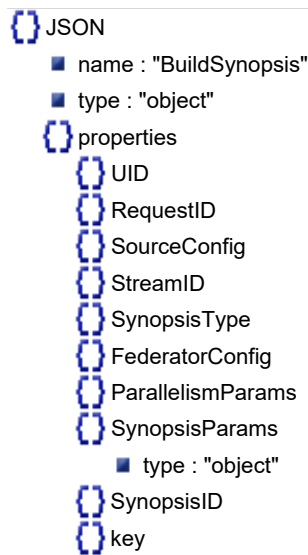 JSON
name : "BuildSynopsis"
type : "object"
properties
UID
RequestID
SourceConfig
StreamID
SynopsisType
FederatorConfig
ParallelismParams
SynopsisParams
type : "object"
SynopsisID
key